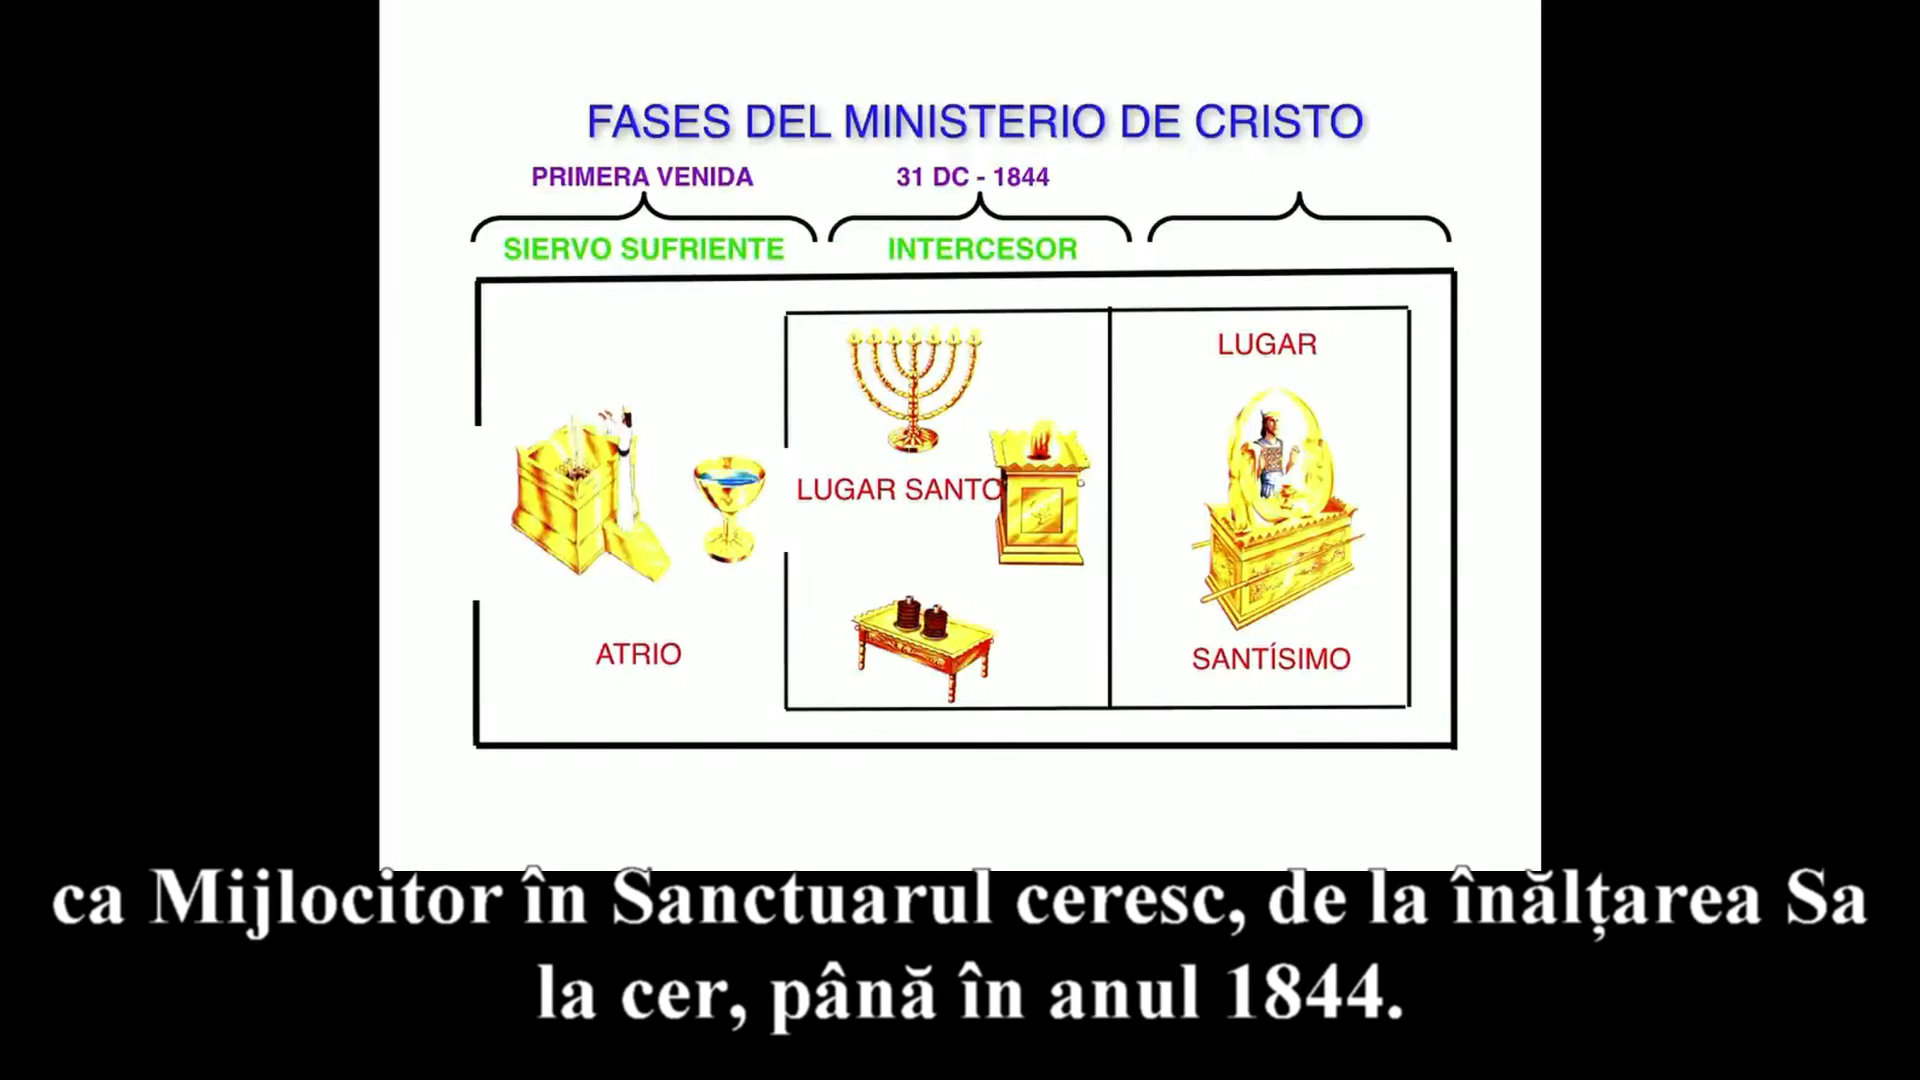 FASES DEL MINISTERIO DE CRISTO
PRIMERA VENIDA
31 DC - 1844
SIERVO SUFRIENTE
INTERCESOR
LUGAR
LUGAR SANTO
ATRIO
SANTÍSIMO
ca Mijlocitor în Sanctuarul ceresc, de la înălțarea Sa
la cer, până în anul 1844.